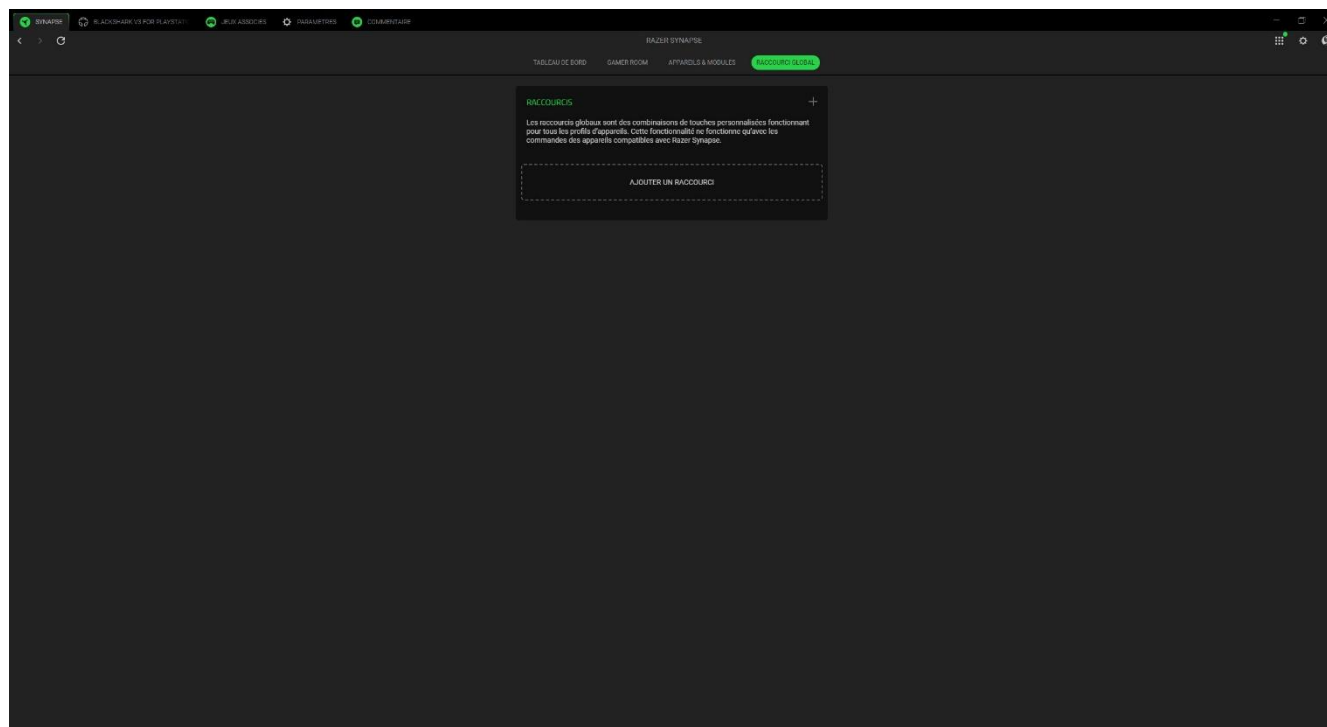 SYNAPSE
BLACKSHARK V3 FOR PLAYSTATI
JEUX ASSOCIÉS
PARAMÈTRES
COMMENTAIRE
RAZER SYNAPSE
TABLEAU DE BORD
GAMER ROOM
APPAREILS & MODULES
RACCOURCI GLOBAL
RACCOURCIS
Les raccourcis globaux sont des combinaisons de touches personnalisées fonctionnant
pour tous les profils d'appareils. Cette fonctionnalité ne fonctionne qu'avec les
commandes des appareils compatibles avec Razer Synapse.
AJOUTER UN RACCOURCI